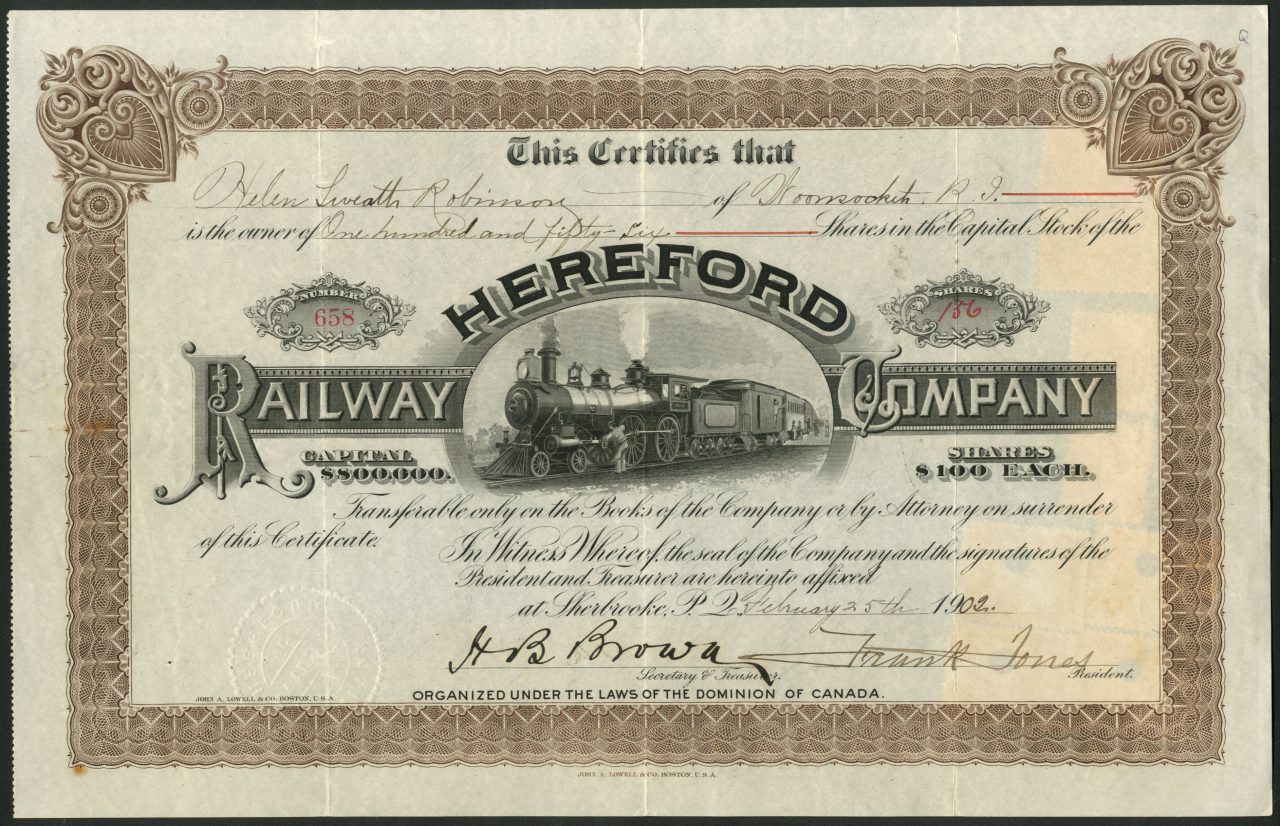 This Certifies that
Helen Robinson of Woonsocket, R. I.
is the owner of One hundred and fifty-six Shares in the Capital Stock of the
HEREFORD
NUMBER
658
SHARES
156
RAILWAY COMPANY
CAPITAL
$800,000.
SHARES
$100 EACH.
Transferable only on the Books of the Company or by Attorney on surrender
of this Certificate.
In Witness Whereof, the seal of the Company and the signatures of the
President and Treasurer are hereinto affixed
at Sherbrooke, P. Q. February 25th 1902.
H B Brown
Frank Jones
Secretary & Treasurer.
President.
JOHN A. LOWELL & CO. BOSTON, U.S.A.
ORGANIZED UNDER THE LAWS OF THE DOMINION OF CANADA.
JOHN A. LOWELL & CO. BOSTON, U.S.A.